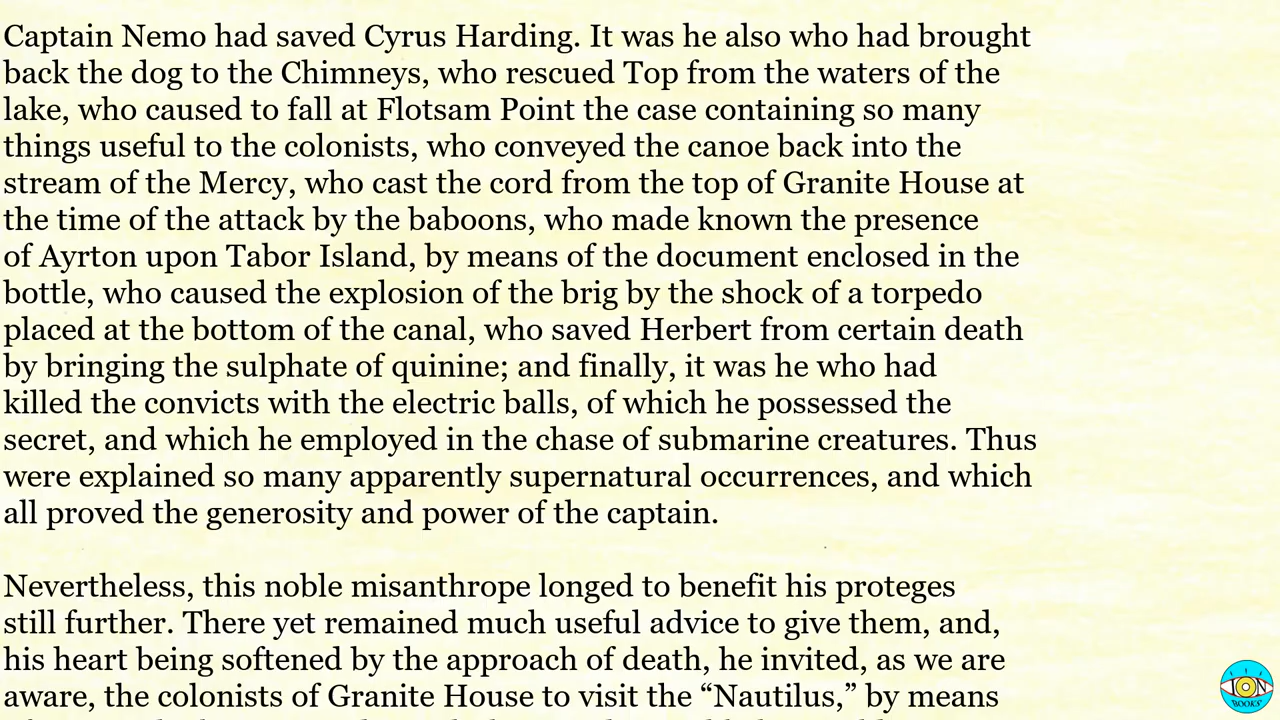 Captain Nemo had saved Cyrus Harding. It was he also who had brought
back the dog to the Chimneys, who rescued Top from the waters of the
lake, who caused to fall at Flotsam Point the case containing so many
things useful to the colonists, who conveyed the canoe back into the
stream of the Mercy, who cast the cord from the top of Granite House at
the time of the attack by the baboons, who made known the presence
of Ayrton upon Tabor Island, by means of the document enclosed in the
bottle, who caused the explosion of the brig by the shock of a torpedo
placed at the bottom of the canal, who saved Herbert from certain death
by bringing the sulphate of quinine; and finally, it was he who had
killed the convicts with the electric balls, of which he possessed the
secret, and which he employed in the chase of submarine creatures. Thus
were explained so many apparently supernatural occurrences, and which
all proved the generosity and power of the captain.

Nevertheless, this noble misanthrope longed to benefit his proteges
still further. There yet remained much useful advice to give them, and,
his heart being softened by the approach of death, he invited, as we are
aware, the colonists of Granite House to visit the “Nautilus,” by means
ION
BOOKS